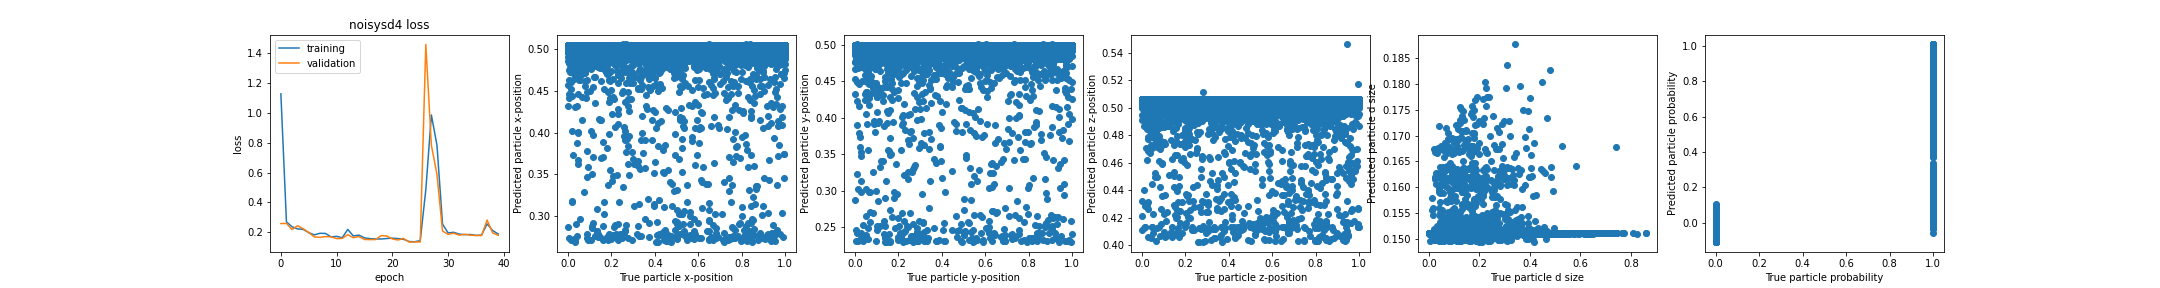 noisysd4 loss
training
validation
loss
1.4
1.2
1.0
0.8
0.6
0.4
0.2
0 10 20 30 40
epoch
Predicted particle x-position
0.50
0.45
0.40
0.35
0.30
0.0 0.2 0.4 0.6 0.8 1.0
True particle x-position
Predicted particle y-position
0.50
0.45
0.40
0.35
0.30
0.25
0.0 0.2 0.4 0.6 0.8 1.0
True particle y-position
Predicted particle z-position
0.54
0.52
0.50
0.48
0.46
0.44
0.42
0.40
0.0 0.2 0.4 0.6 0.8 1.0
True particle z-position
Predicted particle d size
0.185
0.180
0.175
0.170
0.165
0.160
0.155
0.150
0.0 0.2 0.4 0.6 0.8
True particle d size
Predicted particle probability
1.0
0.8
0.6
0.4
0.2
0.0
0.0 0.2 0.4 0.6 0.8 1.0
True particle probability